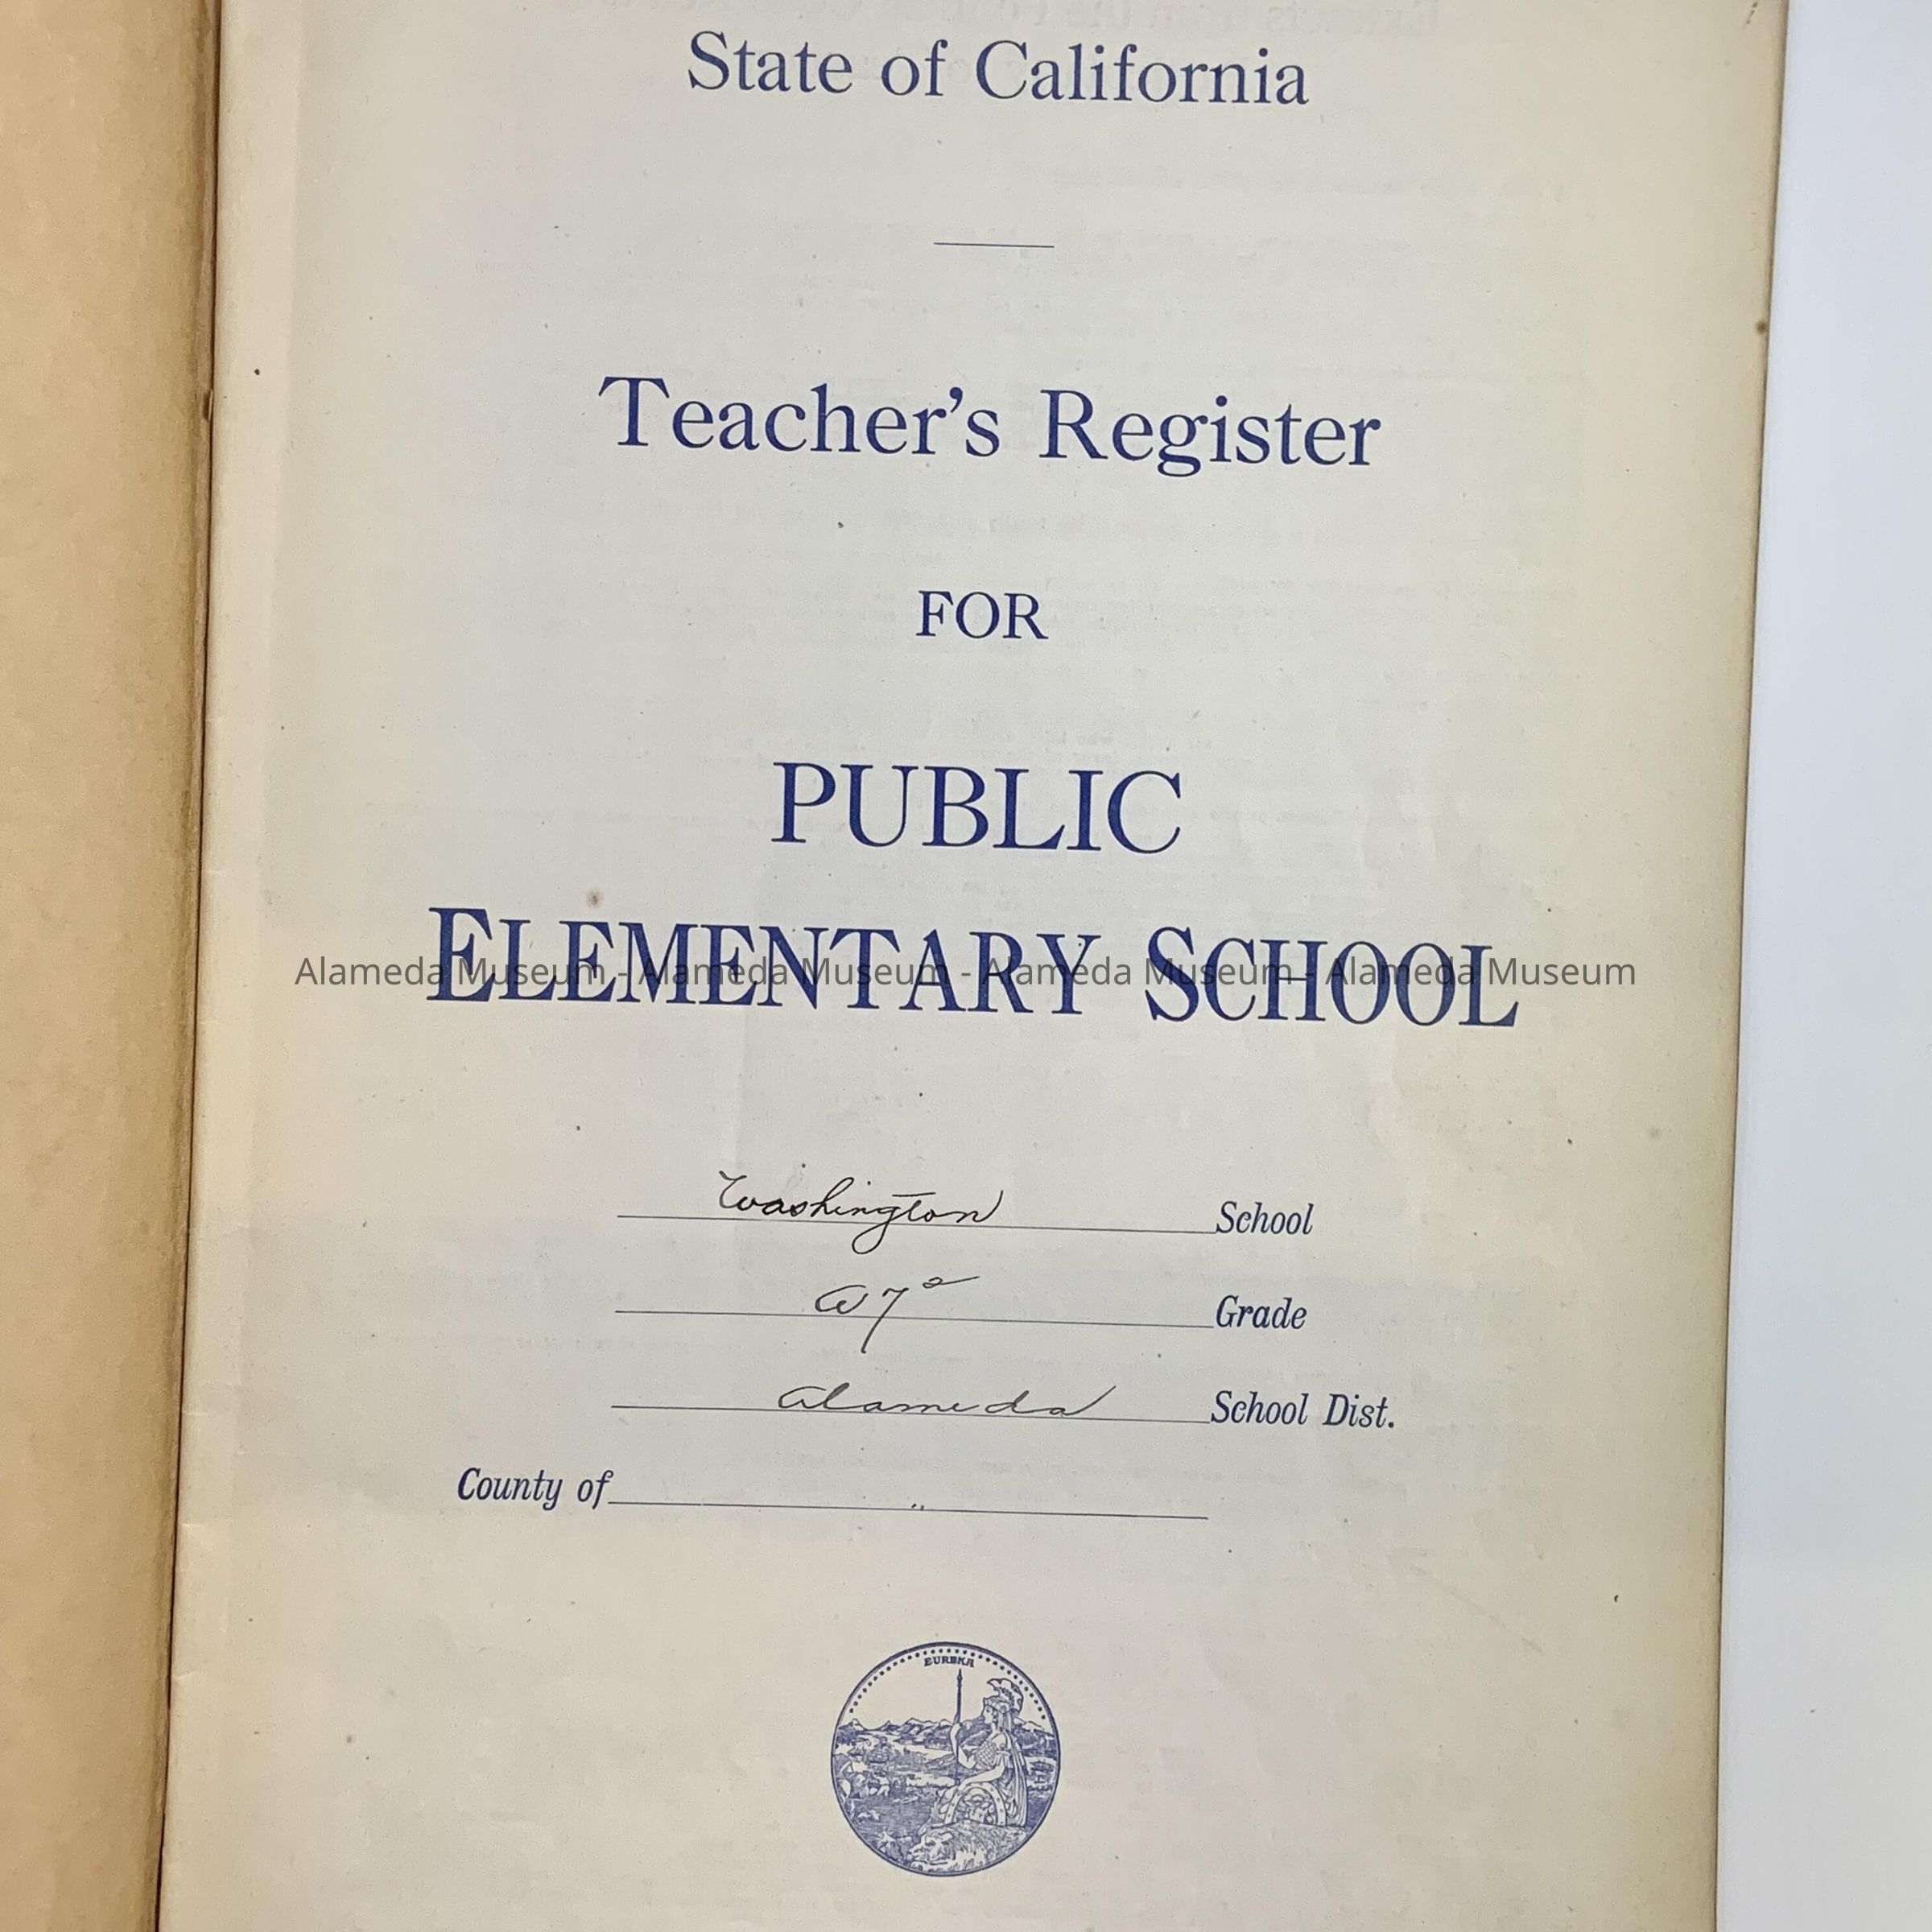 State of California
Teacher's Register
FOR
PUBLIC
ELEMENTARY SCHOOL
Alameda Museum - Alameda Museum - Alameda Museum - Alameda Museum
Washington School
A7² Grade
Alameda School Dist.
County of "
EUREKA